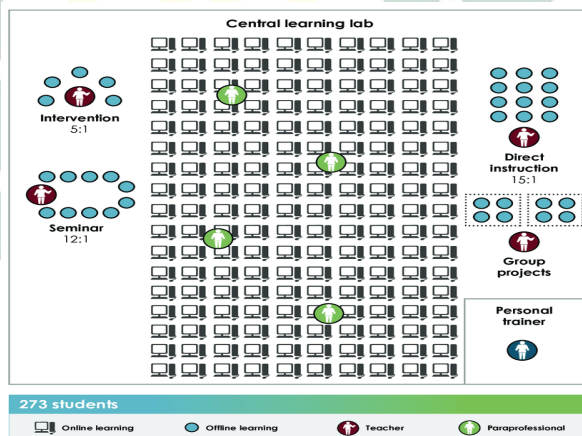 Central learning lab
Intervention
5:1
Seminar
12:1
Direct
instruction
15:1
Group
projects
Personal
trainer
273 students
Online learning
Offline learning
Teacher
Paraprofessional